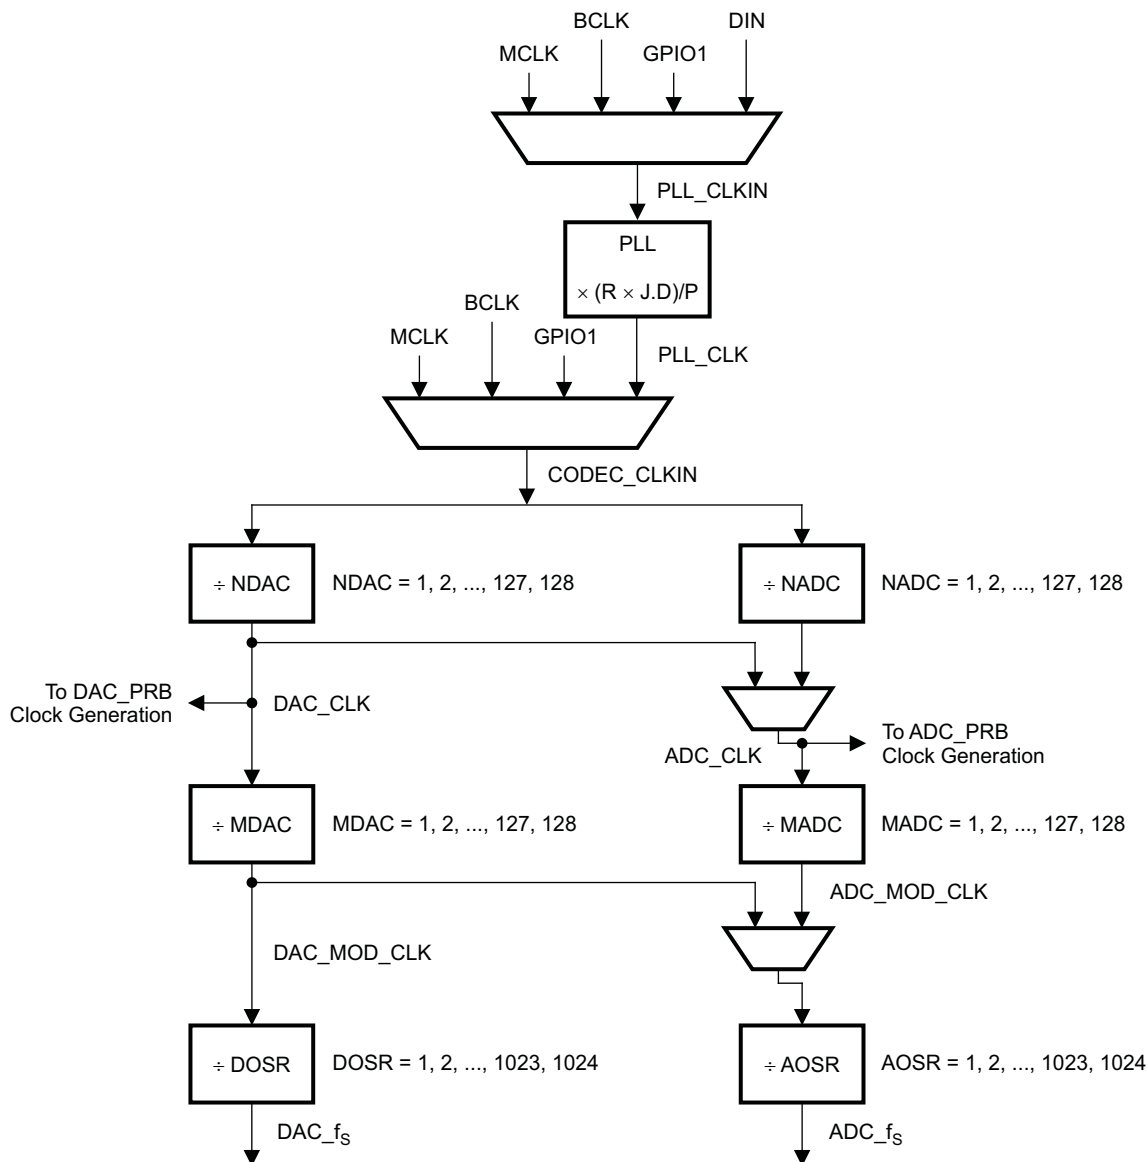 BCLK
DIN
MCLK
GPIO1
PLL_CLKIN
PLL
× (R × J.D)/P
BCLK
MCLK
GPIO1
PLL_CLK
CODEC_CLKIN
÷ NDAC
NDAC = 1, 2, ..., 127, 128
÷ NADC
NADC = 1, 2, ..., 127, 128
To DAC_PRB
Clock Generation
DAC_CLK
ADC_CLK
To ADC_PRB
Clock Generation
÷ MDAC
MDAC = 1, 2, ..., 127, 128
÷ MADC
MADC = 1, 2, ..., 127, 128
ADC_MOD_CLK
DAC_MOD_CLK
÷ DOSR
DOSR = 1, 2, ..., 1023, 1024
÷ AOSR
AOSR = 1, 2, ..., 1023, 1024
DAC_fS
ADC_fS